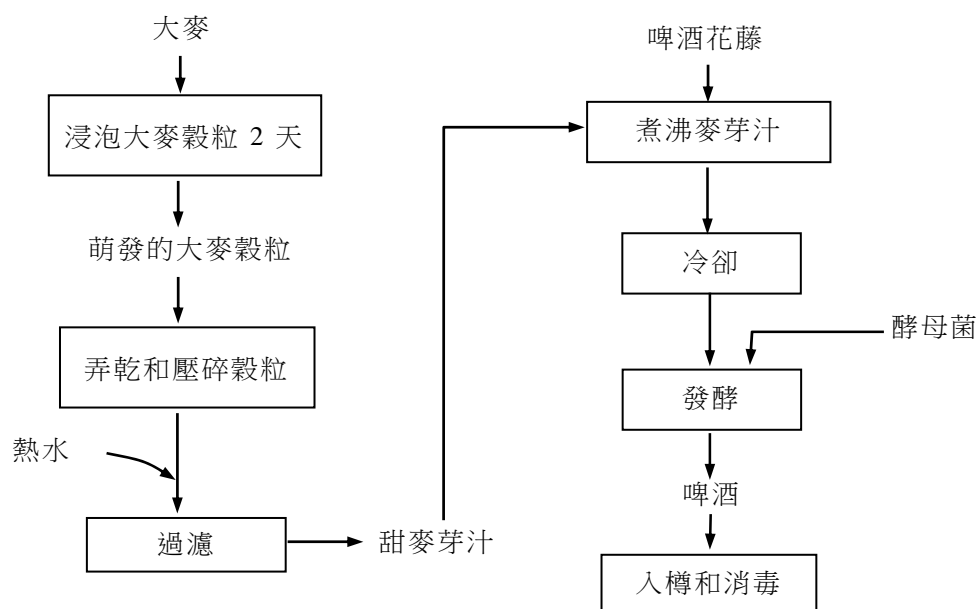 大麥
浸泡大麥穀粒 2 天
萌發的大麥穀粒
弄乾和壓碎穀粒
熱水
過濾
甜麥芽汁
啤酒花藤
煮沸麥芽汁
冷卻
酵母菌
發酵
啤酒
入樽和消毒